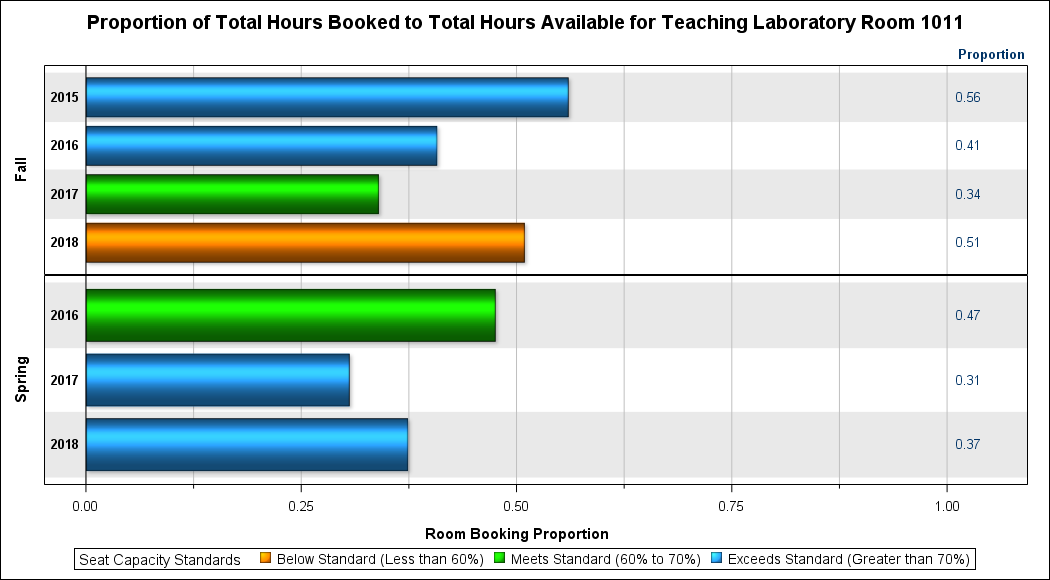 Proportion of Total Hours Booked to Total Hours Available for Teaching Laboratory Room 1011
Proportion
Fall
2015 0.56
2016 0.41
2017 0.34
2018 0.51
Spring
2016 0.47
2017 0.31
2018 0.37
0.00 0.25 0.50 0.75 1.00
Room Booking Proportion
Seat Capacity Standards Below Standard (Less than 60%) Meets Standard (60% to 70%) Exceeds Standard (Greater than 70%)